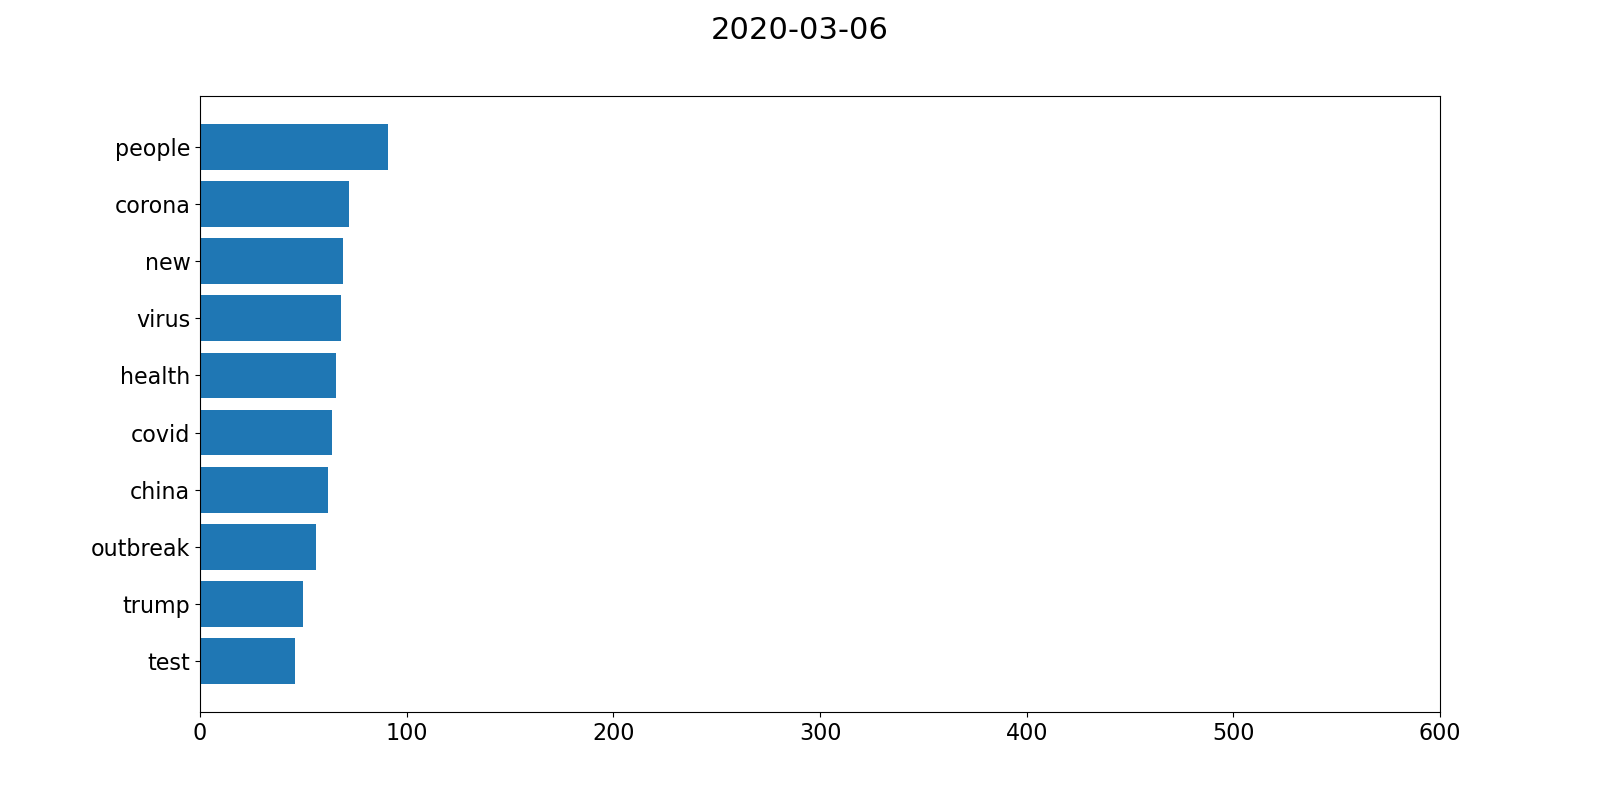 2020-03-06
people
corona
new
virus
health
covid
china
outbreak
trump
test
0 100 200 300 400 500 600